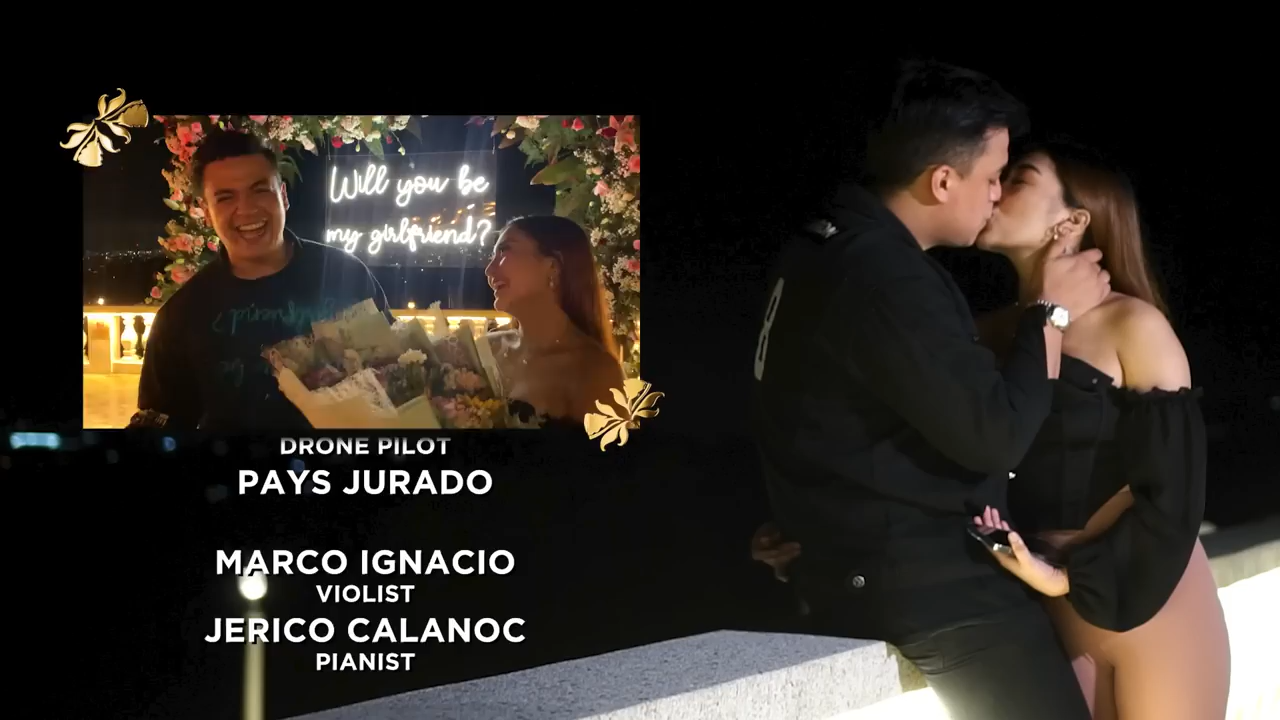 Will you be
my girlfriend?
DRONE PILOT
PAYS JURADO
MARCO IGNACIO
VIOLIST
JERICO CALANOC
PIANIST